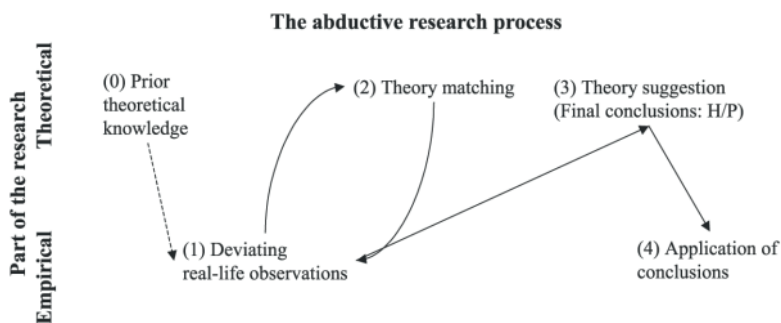 The abductive research process
Part of the research
Theoretical
Empirical
(0) Prior
theoretical
knowledge
(1) Deviating
real-life observations
(2) Theory matching
(3) Theory suggestion
(Final conclusions: H/P)
(4) Application of
conclusions